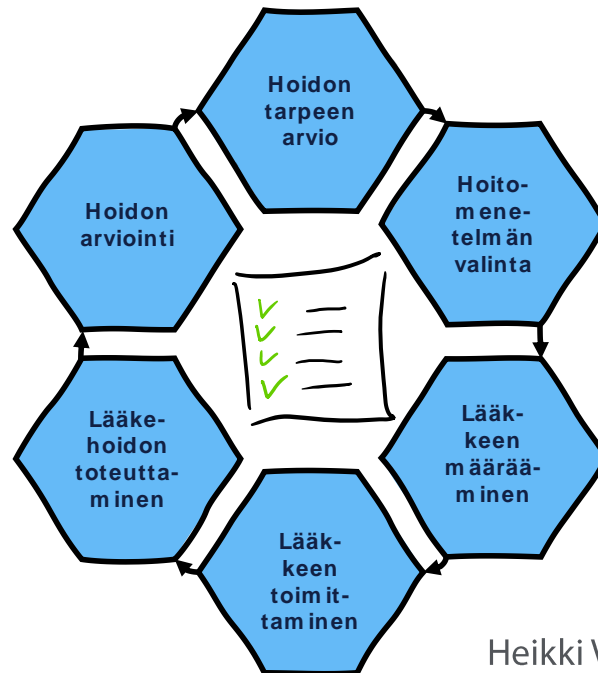 Hoidon
tarpeen
arvio
Hoito-
mene-
telmän
valinta
Lääk-
keen
määrää-
minen
Lääk-
keen
toimit-
taminen
Lääke-
hoidon
toteutta-
minen
Hoidon
arviointi
Heikki V